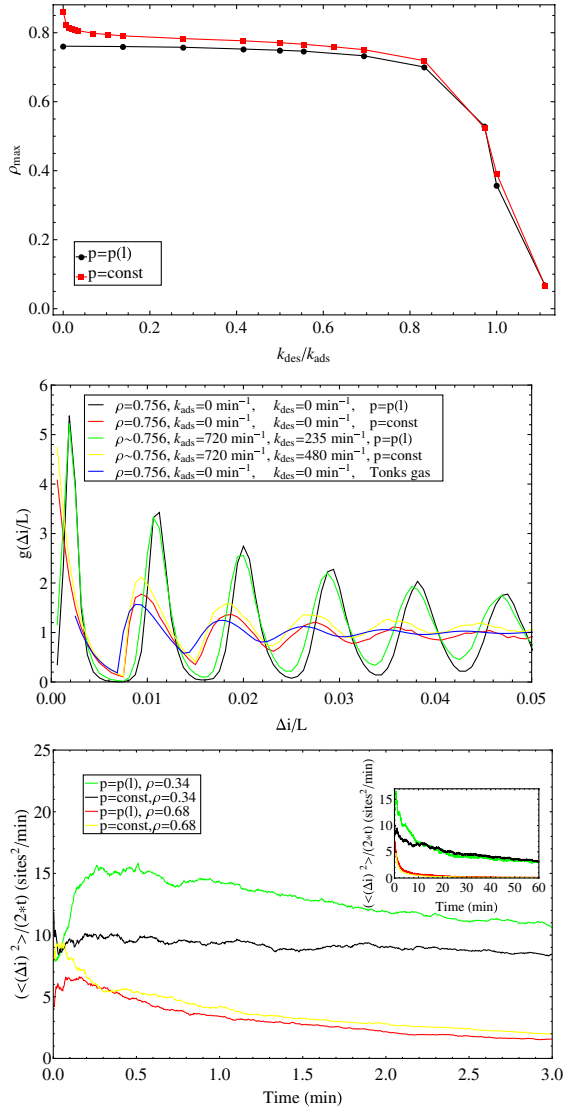 0.8
0.6
ρmax
0.4
0.2
0.0
p=p(l)
p=const
0.0 0.2 0.4 0.6 0.8 1.0
kdes/kads
6
5
4
3
2
1
0
g(Δi/L)
ρ=0.756, kads=0 min⁻¹, kdes=0 min⁻¹, p=p(l)
ρ=0.756, kads=0 min⁻¹, kdes=0 min⁻¹, p=const
ρ~0.756, kads=720 min⁻¹, kdes=235 min⁻¹, p=p(l)
ρ~0.756, kads=720 min⁻¹, kdes=480 min⁻¹, p=const
ρ=0.756, kads=0 min⁻¹, kdes=0 min⁻¹, Tonks gas
0.00 0.01 0.02 0.03 0.04 0.05
Δi/L
25
20
15
10
5
0
(<(Δi)²>/(2*t) (sites²/min)
p=p(l), ρ=0.34
p=const,ρ=0.34
p=p(l), ρ=0.68
p=const,ρ=0.68
(<(Δi)²>/(2*t) (sites²/min)
15
10
5
0
0 10 20 30 40 50 60
Time (min)
0.0 0.5 1.0 1.5 2.0 2.5 3.0
Time (min)